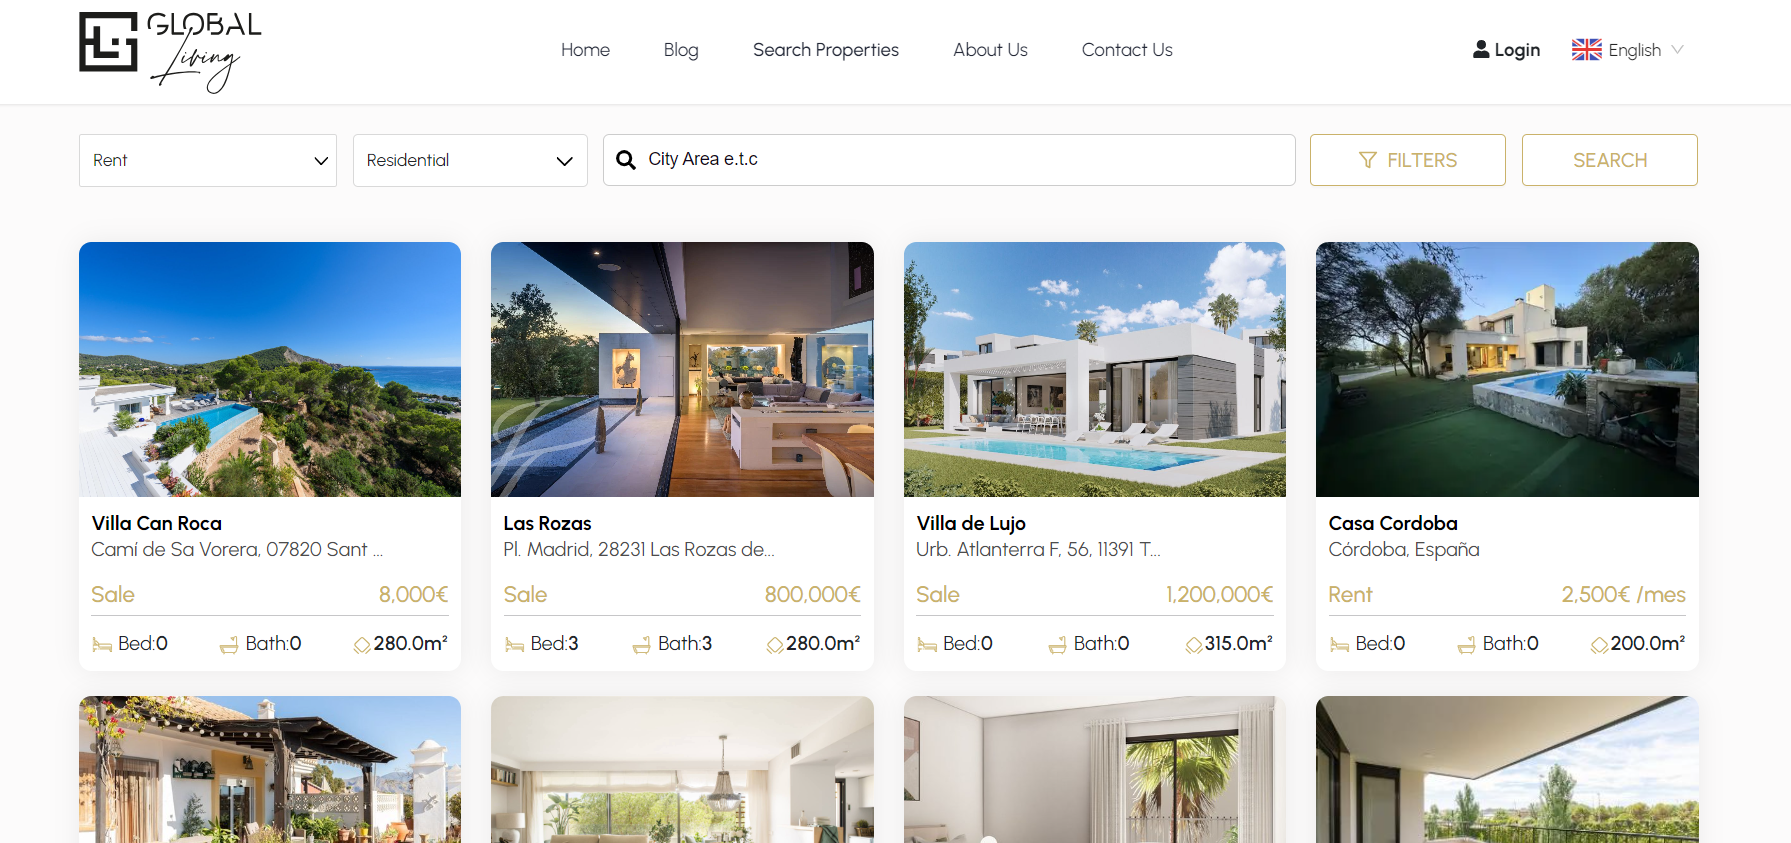 GLOBAL
Living
Home
Blog
Search Properties
About Us
Contact Us
Login
English
Rent
Residential
City Area e.t.c
FILTERS
SEARCH
Villa Can Roca
Camí de Sa Vorera, 07820 Sant ...
Sale 8,000€
Bed:0 Bath:0 280.0m²
Las Rozas
Pl. Madrid, 28231 Las Rozas de...
Sale 800,000€
Bed:3 Bath:3 280.0m²
Villa de Lujo
Urb. Atlanterra F, 56, 11391 T...
Sale 1,200,000€
Bed:0 Bath:0 315.0m²
Casa Cordoba
Córdoba, España
Rent 2,500€ /mes
Bed:0 Bath:0 200.0m²